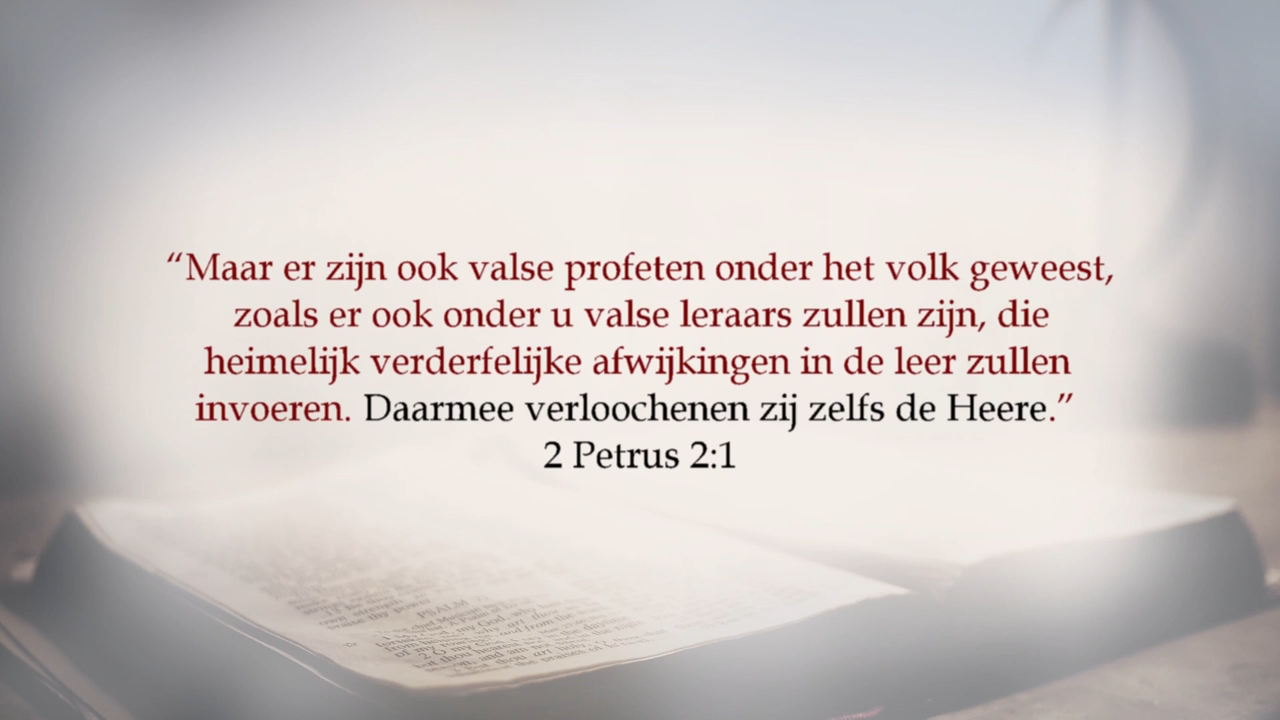 “Maar er zijn ook valse profeten onder het volk geweest,
zoals er ook onder u valse leraars zullen zijn, die
heimelijk verderfelijke afwijkingen in de leer zullen
invoeren. Daarmee verloochenen zij zelfs de Heere.”
2 Petrus 2:1
PSALM